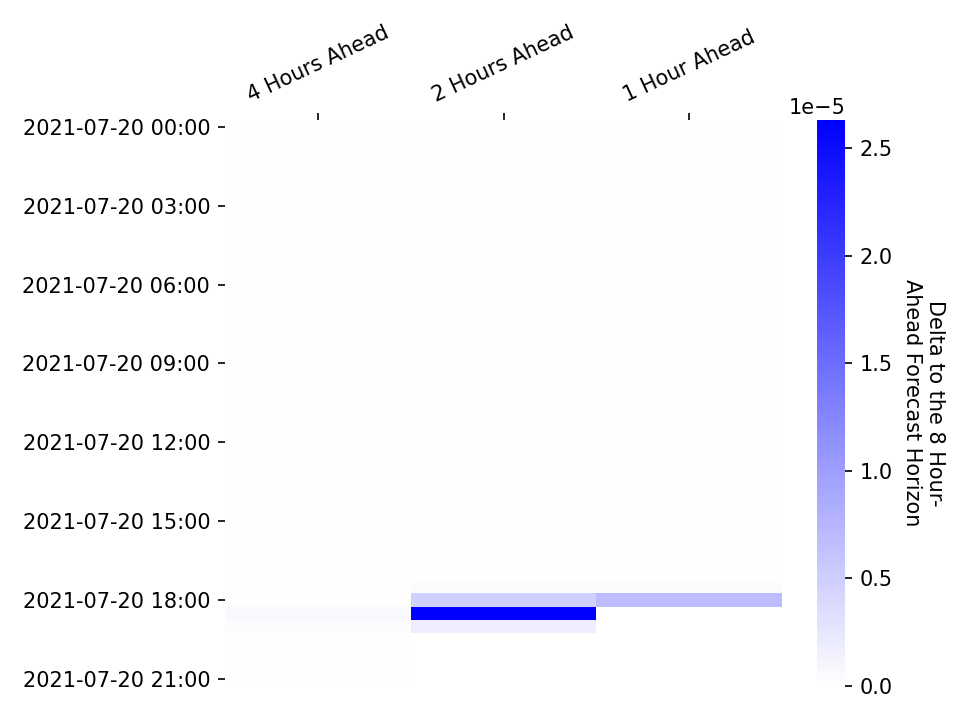 4 Hours Ahead
2 Hours Ahead
1 Hour Ahead
2021-07-20 00:00
2021-07-20 03:00
2021-07-20 06:00
2021-07-20 09:00
2021-07-20 12:00
2021-07-20 15:00
2021-07-20 18:00
2021-07-20 21:00
1e−5
2.5
2.0
1.5
1.0
0.5
0.0
Delta to the 8 Hour-
Ahead Forecast Horizon